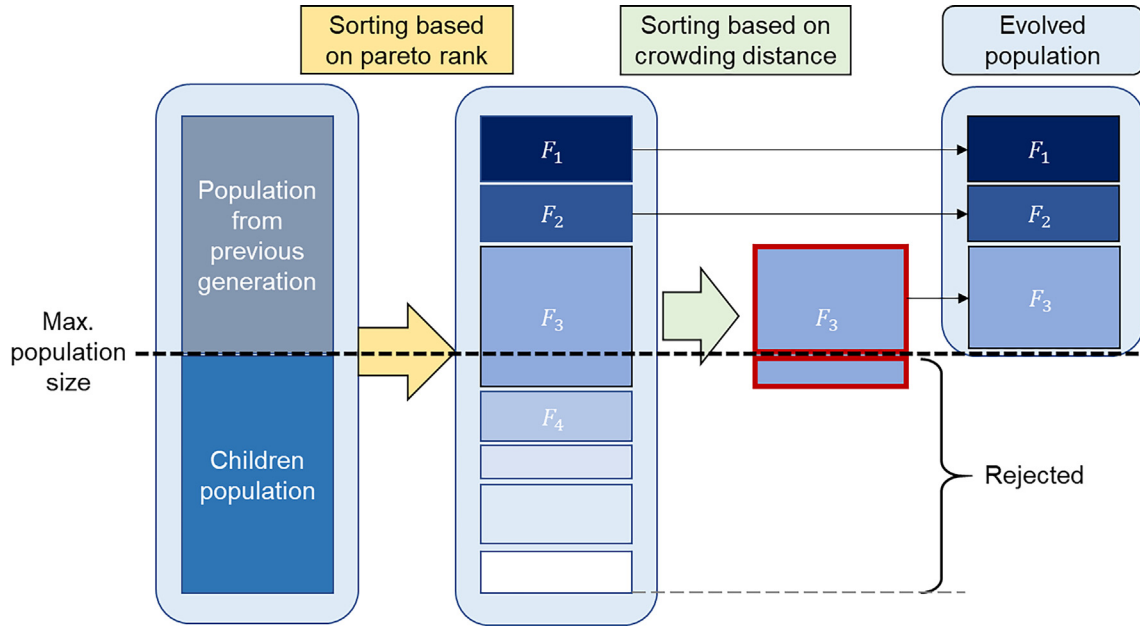 Sorting based
on pareto rank
Sorting based on
crowding distance
Evolved
population
Population
from
previous
generation
Children
population
Max.
population
size
F₁
F₂
F₃
F₄
F₃
F₁
F₂
F₃
Rejected